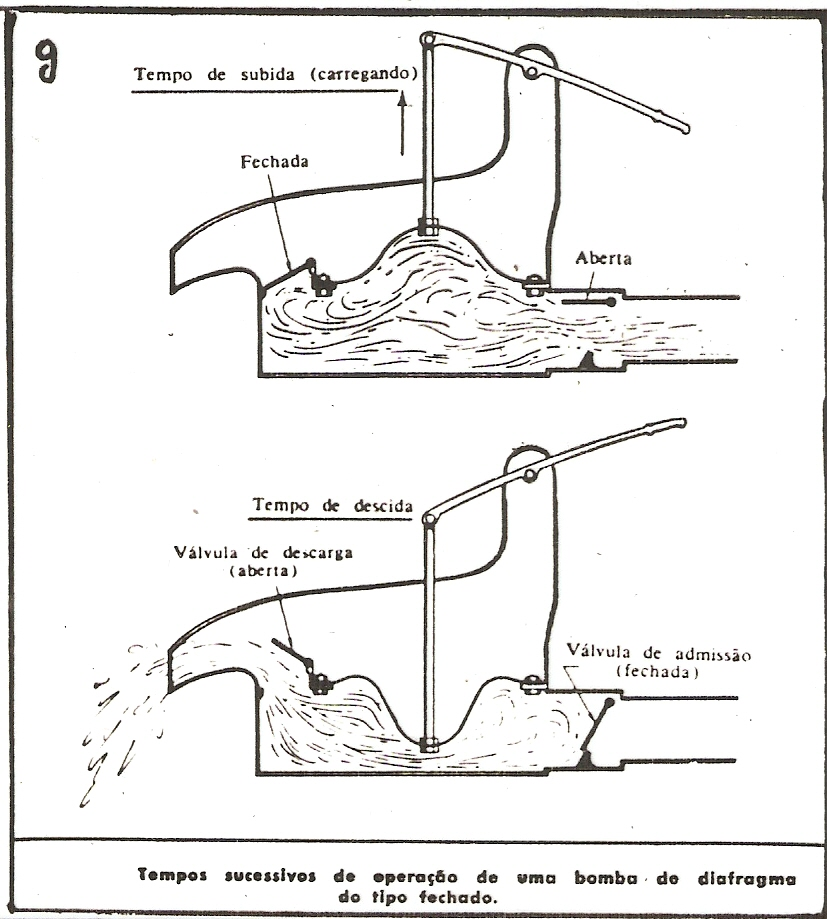 g
Tempo de subida (carregando)
Fechada
Aberta
Tempo de descida
Válvula de descarga
(aberta)
Válvula de admissão
(fechada)
Tempos sucessivos de operação de uma bomba de diafragma
do tipo fechado.